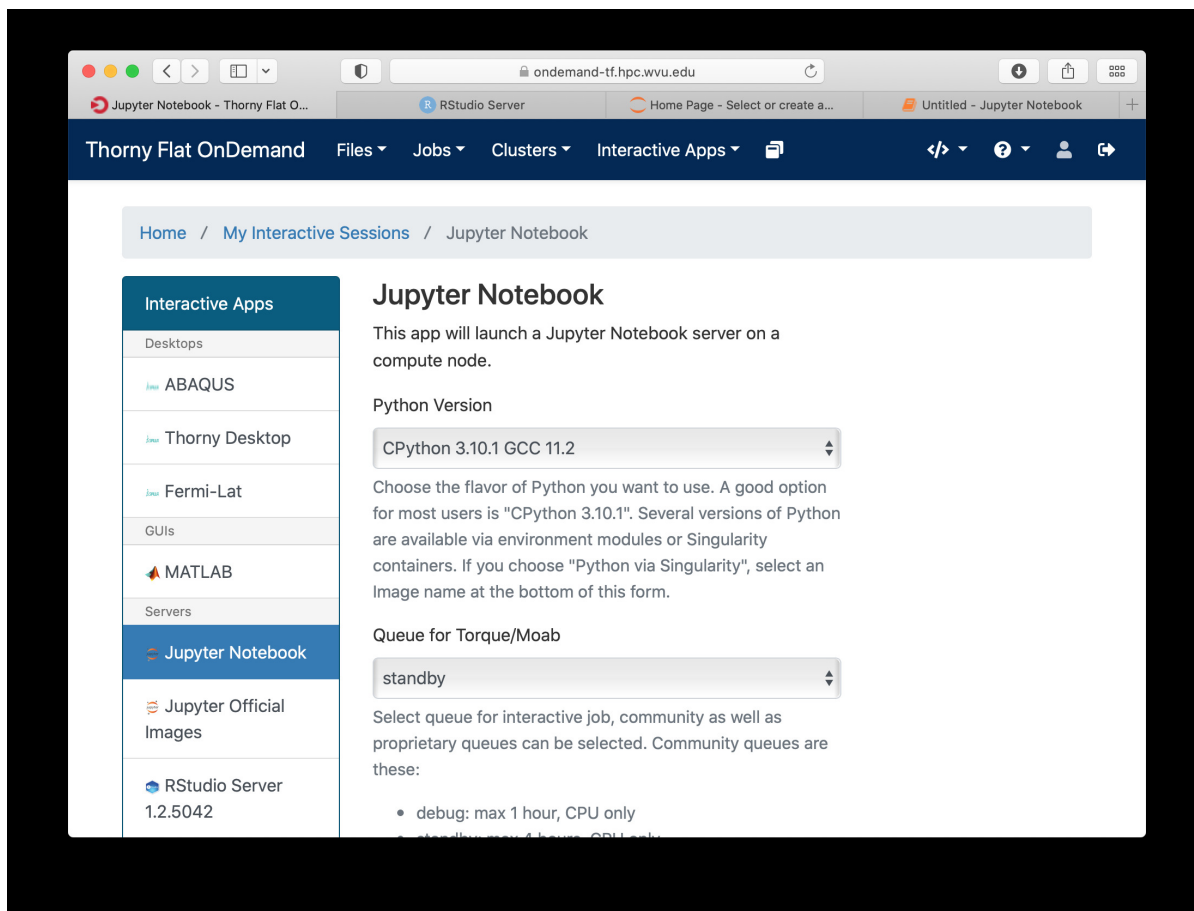 ondemand-tf.hpc.wvu.edu
Jupyter Notebook - Thorny Flat O...
RStudio Server
Home Page - Select or create a...
Untitled - Jupyter Notebook
Thorny Flat OnDemand
Files
Jobs
Clusters
Interactive Apps
Home / My Interactive Sessions / Jupyter Notebook
Interactive Apps
Desktops
ABAQUS
Thorny Desktop
Fermi-Lat
GUIs
MATLAB
Servers
Jupyter Notebook
Jupyter Official
Images
RStudio Server
1.2.5042
Jupyter Notebook
This app will launch a Jupyter Notebook server on a
compute node.
Python Version
CPython 3.10.1 GCC 11.2
Choose the flavor of Python you want to use. A good option
for most users is "CPython 3.10.1". Several versions of Python
are available via environment modules or Singularity
containers. If you choose "Python via Singularity", select an
Image name at the bottom of this form.
Queue for Torque/Moab
standby
Select queue for interactive job, community as well as
proprietary queues can be selected. Community queues are
these:
• debug: max 1 hour, CPU only
• standby: max 4 hours, CPU only